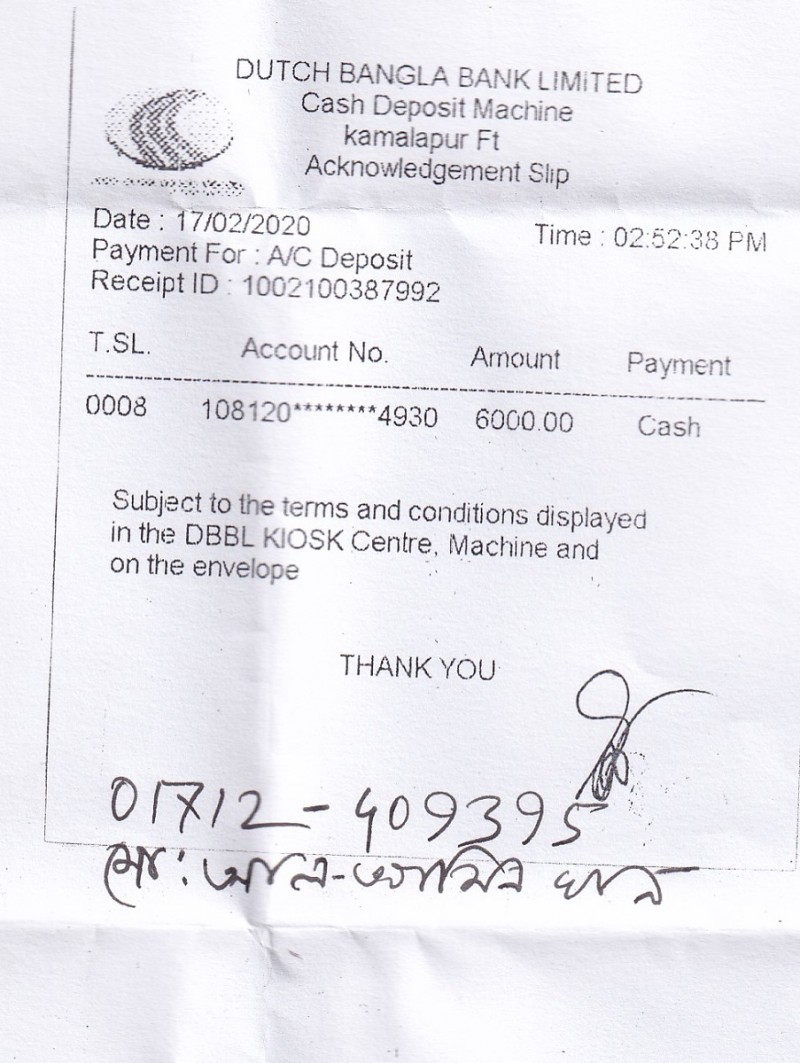 DUTCH BANGLA BANK LIMITED
Cash Deposit Machine
kamalapur Ft
Acknowledgement Slip
Date : 17/02/2020
Time : 02:52:38 PM
Payment For : A/C Deposit
Receipt ID : 1002100387992
T.SL. Account No. Amount Payment
0008 108120********4930 6000.00 Cash
Subject to the terms and conditions displayed
in the DBBL KIOSK Centre, Machine and
on the envelope
THANK YOU
01712-409395
মোঃ আল-আমিন